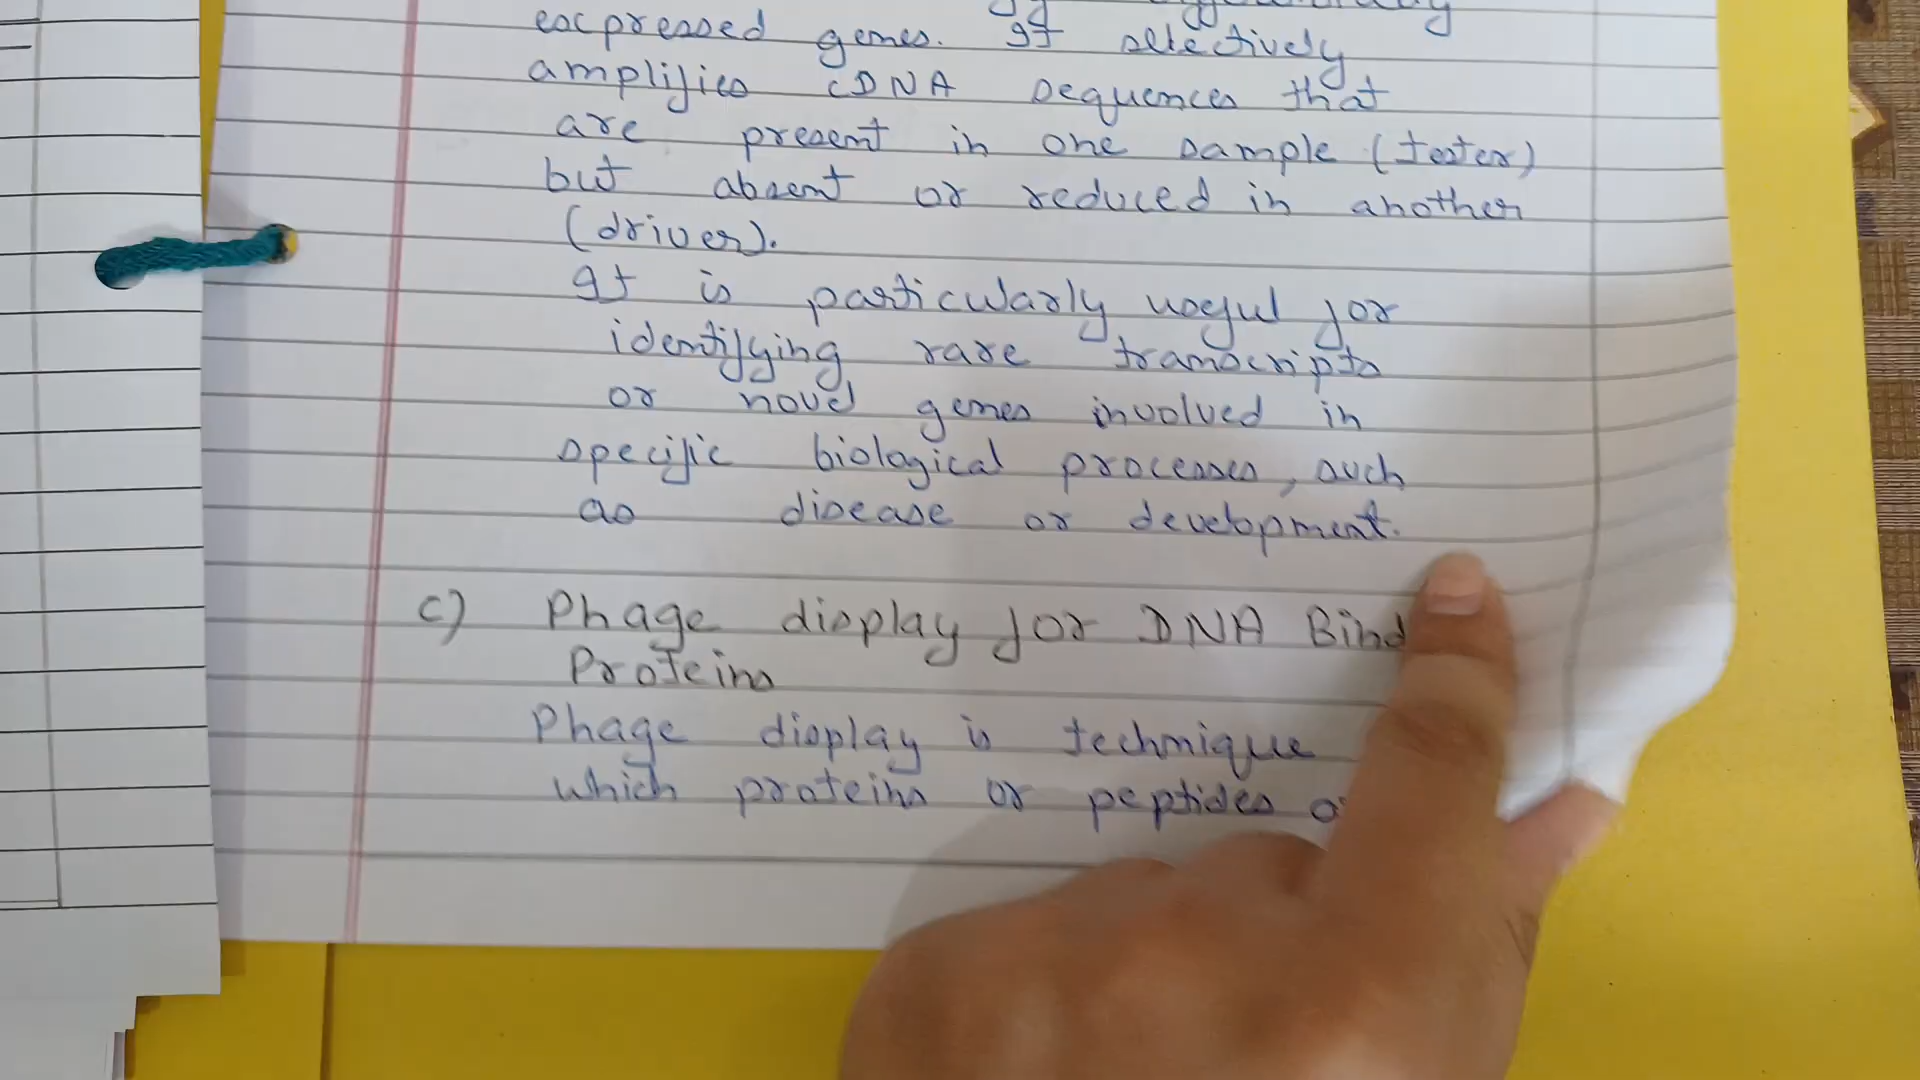 expressed genes. It selectively
amplifies cDNA sequences that
are present in one sample (tester)
but absent or reduced in another
(driver).
It is particularly useful for
identifying rare transcripts
or novel genes involved in
specific biological processes, such
as disease or development.
c) Phage display for DNA Bind
Proteins
Phage display is technique
which proteins or peptides